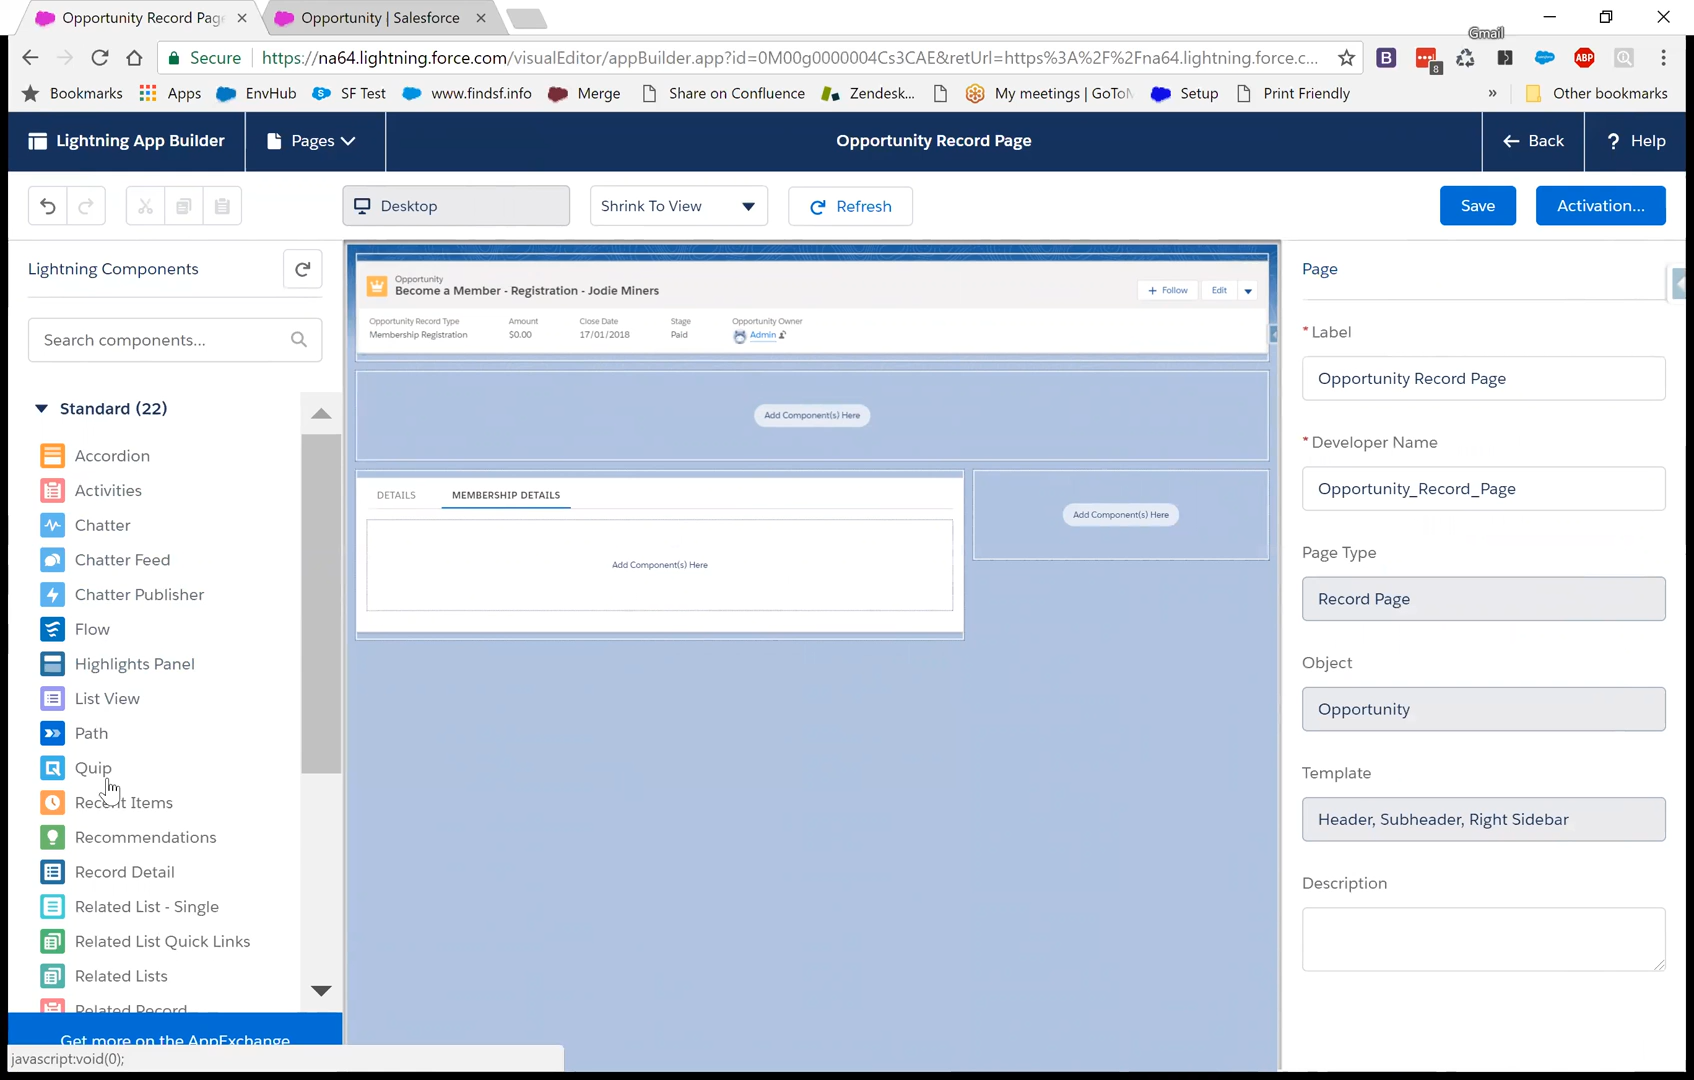 Opportunity Record Pag
Opportunity | Salesforce
Gmail
Secure
https://na64.lightning.force.com/visualEditor/appBuilder.app?id=0M00g0000004Cs3CAE&retUrl=https%3A%2F%2Fna64.lightning.force.c...
ABP
8
Bookmarks
Apps
EnvHub
SF Test
www.findsf.info
Merge
Share on Confluence
Zendesk...
My meetings | GoToM
Setup
Print Friendly
»
Other bookmarks
Lightning App Builder
Pages
Opportunity Record Page
Back
? Help
Desktop
Shrink To View
Refresh
Save
Activation...
Lightning Components
Search components...
Standard (22)
Accordion
Activities
Chatter
Chatter Feed
Chatter Publisher
Flow
Highlights Panel
List View
Path
Quip
Recent Items
Recommendations
Record Detail
Related List - Single
Related List Quick Links
Related Lists
Related Record
Get more on the AppExchange
javascript:void(0);
Opportunity
Become a Member - Registration - Jodie Miners
+ Follow
Edit
Opportunity Record Type
Amount
Close Date
Stage
Opportunity Owner
Membership Registration
$0.00
17/01/2018
Paid
Admin
Add Component(s) Here
DETAILS
MEMBERSHIP DETAILS
Add Component(s) Here
Add Component(s) Here
Page
* Label
Opportunity Record Page
* Developer Name
Opportunity_Record_Page
Page Type
Record Page
Object
Opportunity
Template
Header, Subheader, Right Sidebar
Description